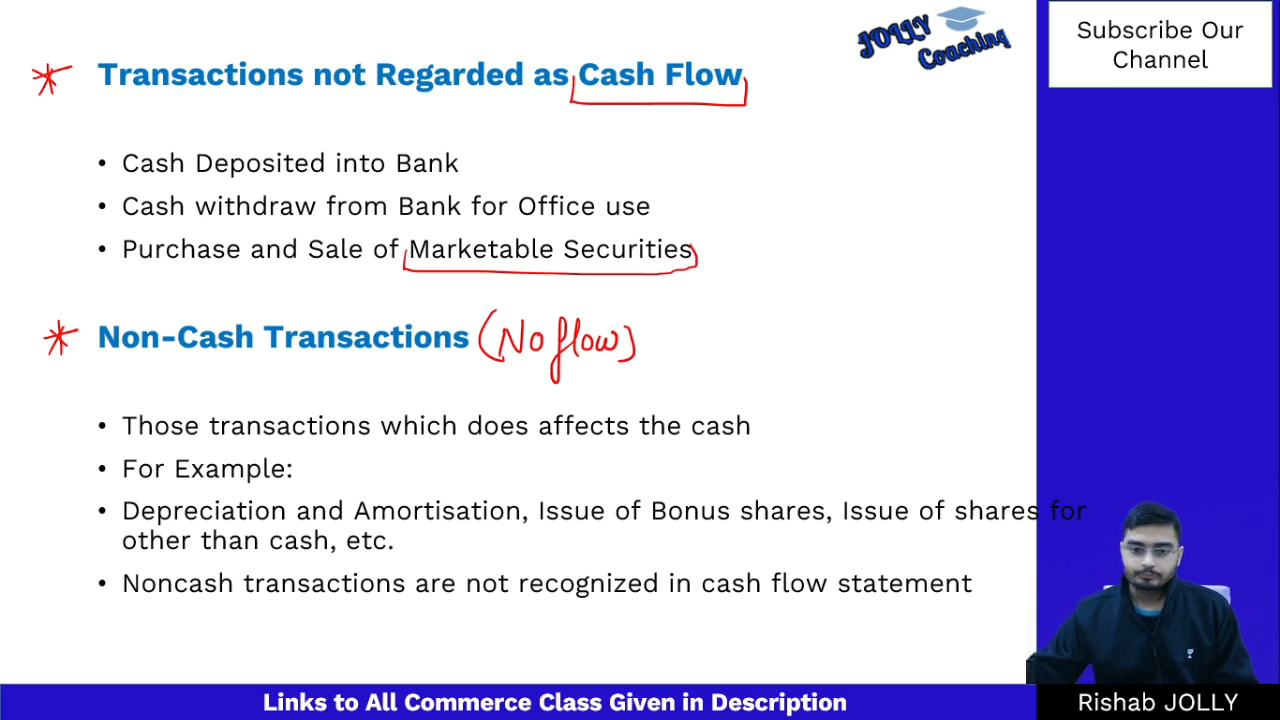 JOLLY
Coaching
Subscribe Our
Channel
* Transactions not Regarded as Cash Flow
• Cash Deposited into Bank
• Cash withdraw from Bank for Office use
• Purchase and Sale of Marketable Securities
* Non-Cash Transactions (No flow)
• Those transactions which does affects the cash
• For Example:
• Depreciation and Amortisation, Issue of Bonus shares, Issue of shares for
other than cash, etc.
• Noncash transactions are not recognized in cash flow statement
Links to All Commerce Class Given in Description
Rishab JOLLY